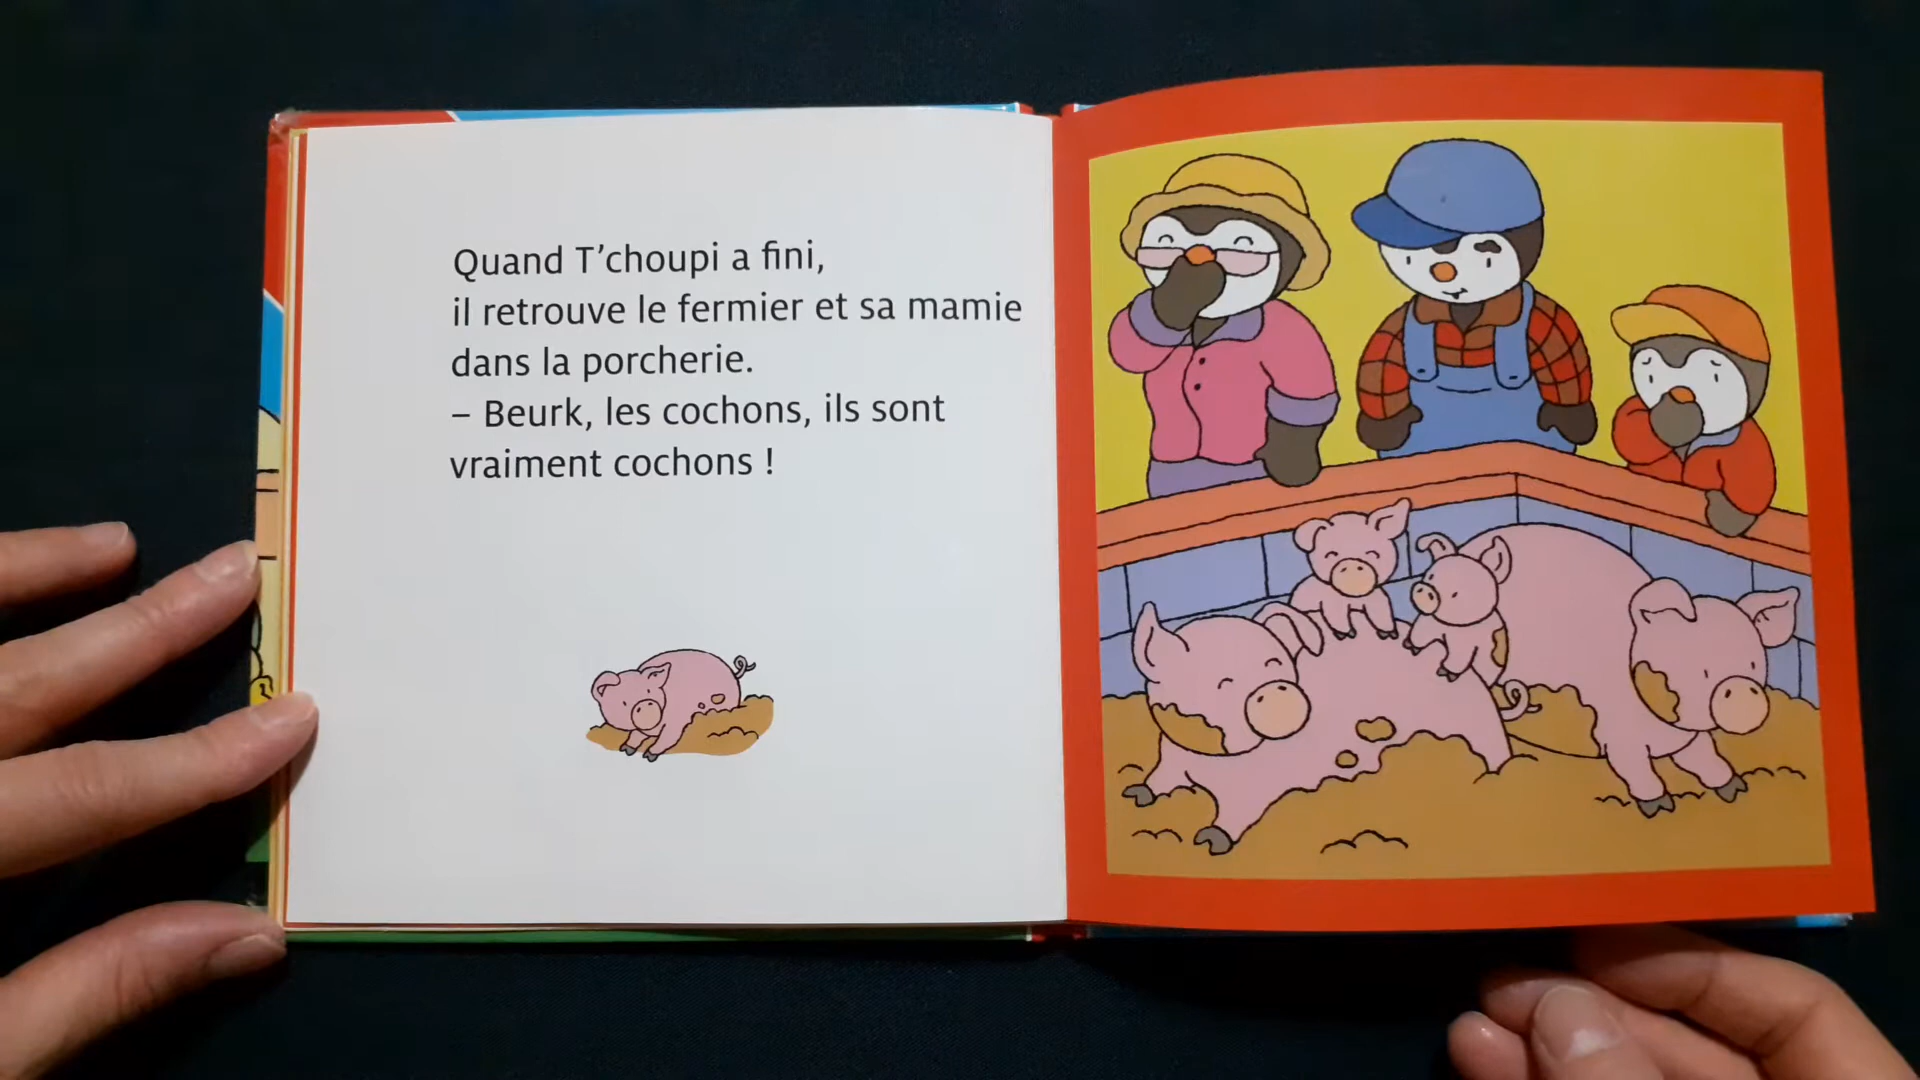 Quand T'choupi a fini,
il retrouve le fermier et sa mamie
dans la porcherie.
– Beurk, les cochons, ils sont
vraiment cochons !